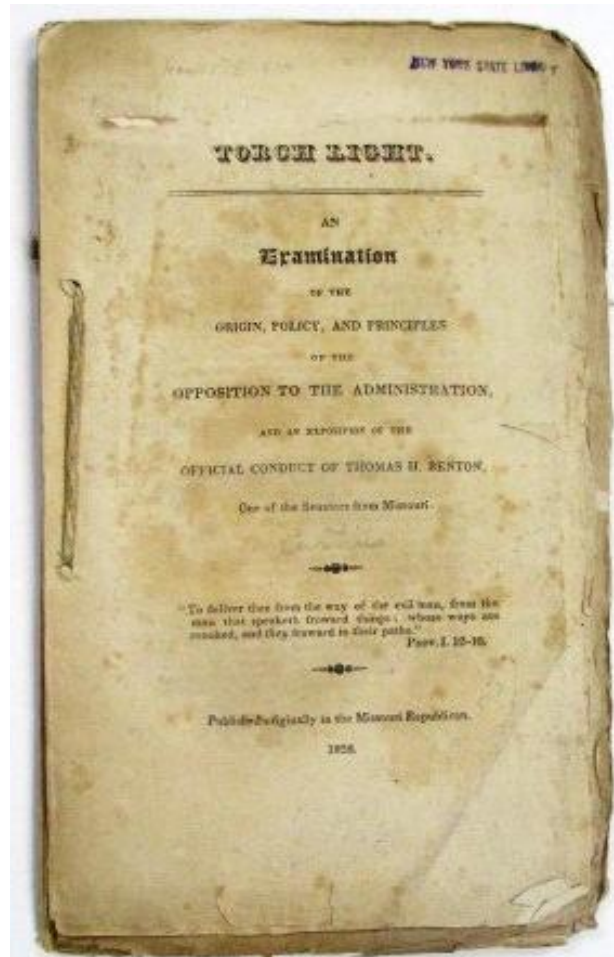 NEW YORK STATE LIBRARY
TORCH LIGHT.
AN
Examination
OF THE
ORIGIN, POLICY, AND PRINCIPLES
OF THE
OPPOSITION TO THE ADMINISTRATION,
AND AN EXPOSITION OF THE
OFFICIAL CONDUCT OF THOMAS H. BENTON,
One of the Senators from Missouri.
"To deliver thee from the way of the evil man, from the
man that speaketh froward things; whose ways are
crooked, and they froward in their paths."
Prov. I.
Published originally in the Missouri Republican.